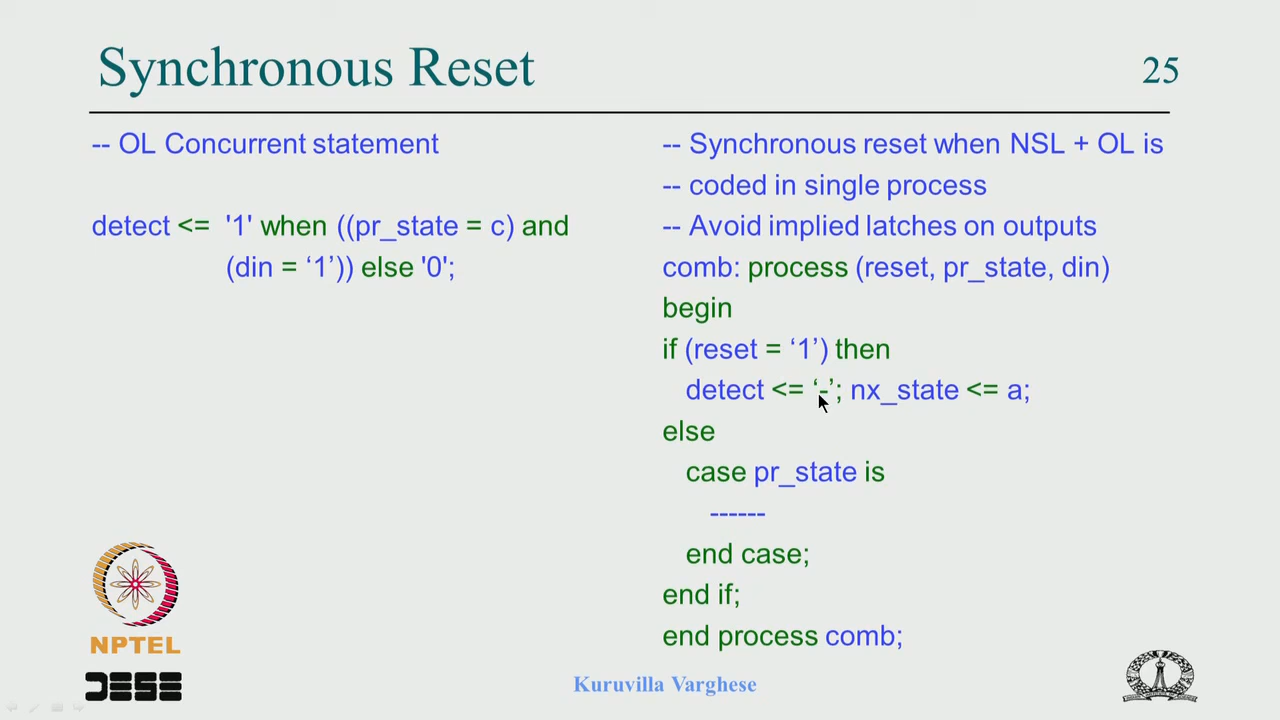 Synchronous Reset
25
-- OL Concurrent statement
detect <= '1' when ((pr_state = c) and
(din = ‘1’)) else '0';
-- Synchronous reset when NSL + OL is
-- coded in single process
-- Avoid implied latches on outputs
comb: process (reset, pr_state, din)
begin
if (reset = ‘1’) then
detect <= ‘-’; nx_state <= a;
else
case pr_state is
------
end case;
end if;
end process comb;
NPTEL
DESE
Kuruvilla Varghese